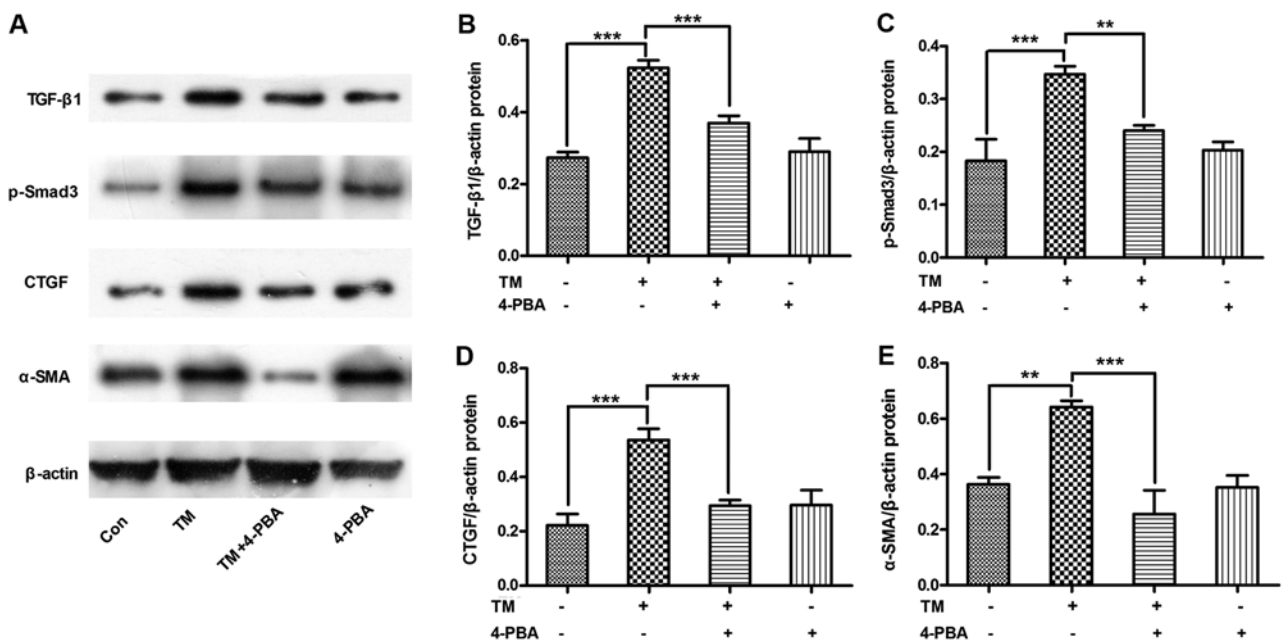 A
TGF-β1
p-Smad3
CTGF
α-SMA
β-actin
Con
TM
TM+4-PBA
4-PBA
B
TGF-β1/β-actin protein
0.6
0.4
0.2
0.0
***
***
TM - + + -
4-PBA - - + +
C
p-Smad3/β-actin protein
0.4
0.3
0.2
0.1
0.0
***
**
TM - + + -
4-PBA - - + +
D
CTGF/β-actin protein
0.8
0.6
0.4
0.2
0.0
***
***
TM - + + -
4-PBA - - + +
E
α-SMA/β-actin protein
0.8
0.6
0.4
0.2
0.0
**
***
TM - + + -
4-PBA - - + +